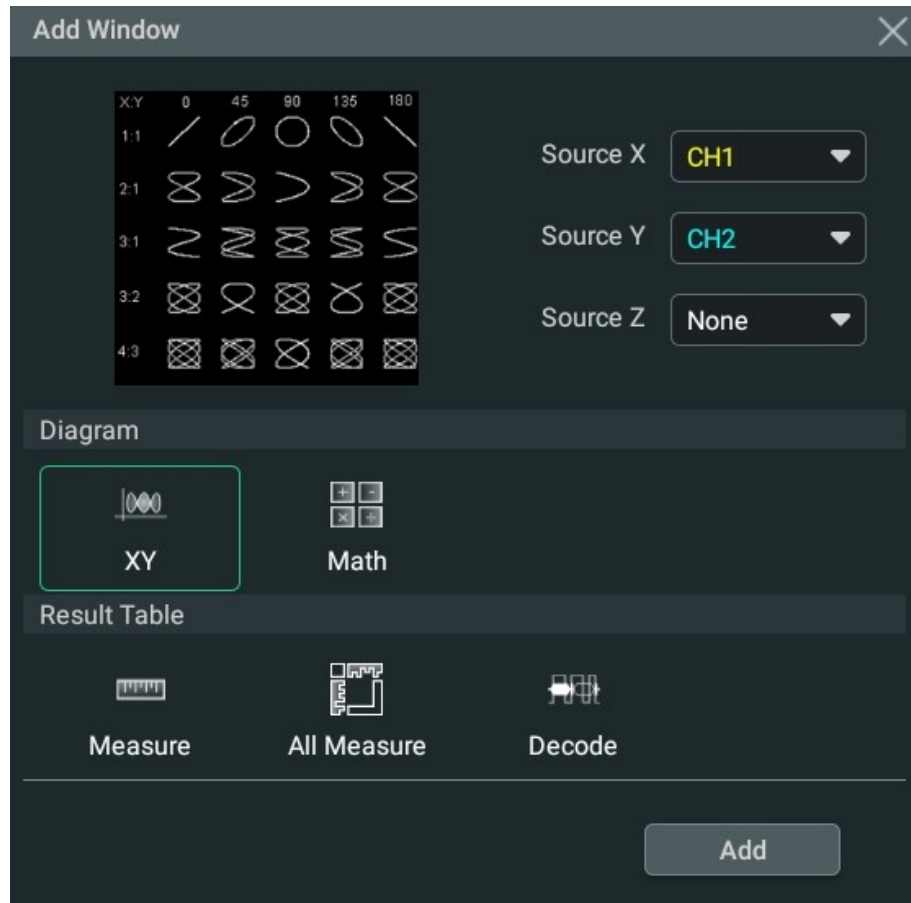 Add Window
X:Y 0 45 90 135 180
1:1
2:1
3:1
3:2
4:3
Source X CH1
Source Y CH2
Source Z None
Diagram
XY Math
Result Table
Measure All Measure Decode
Add